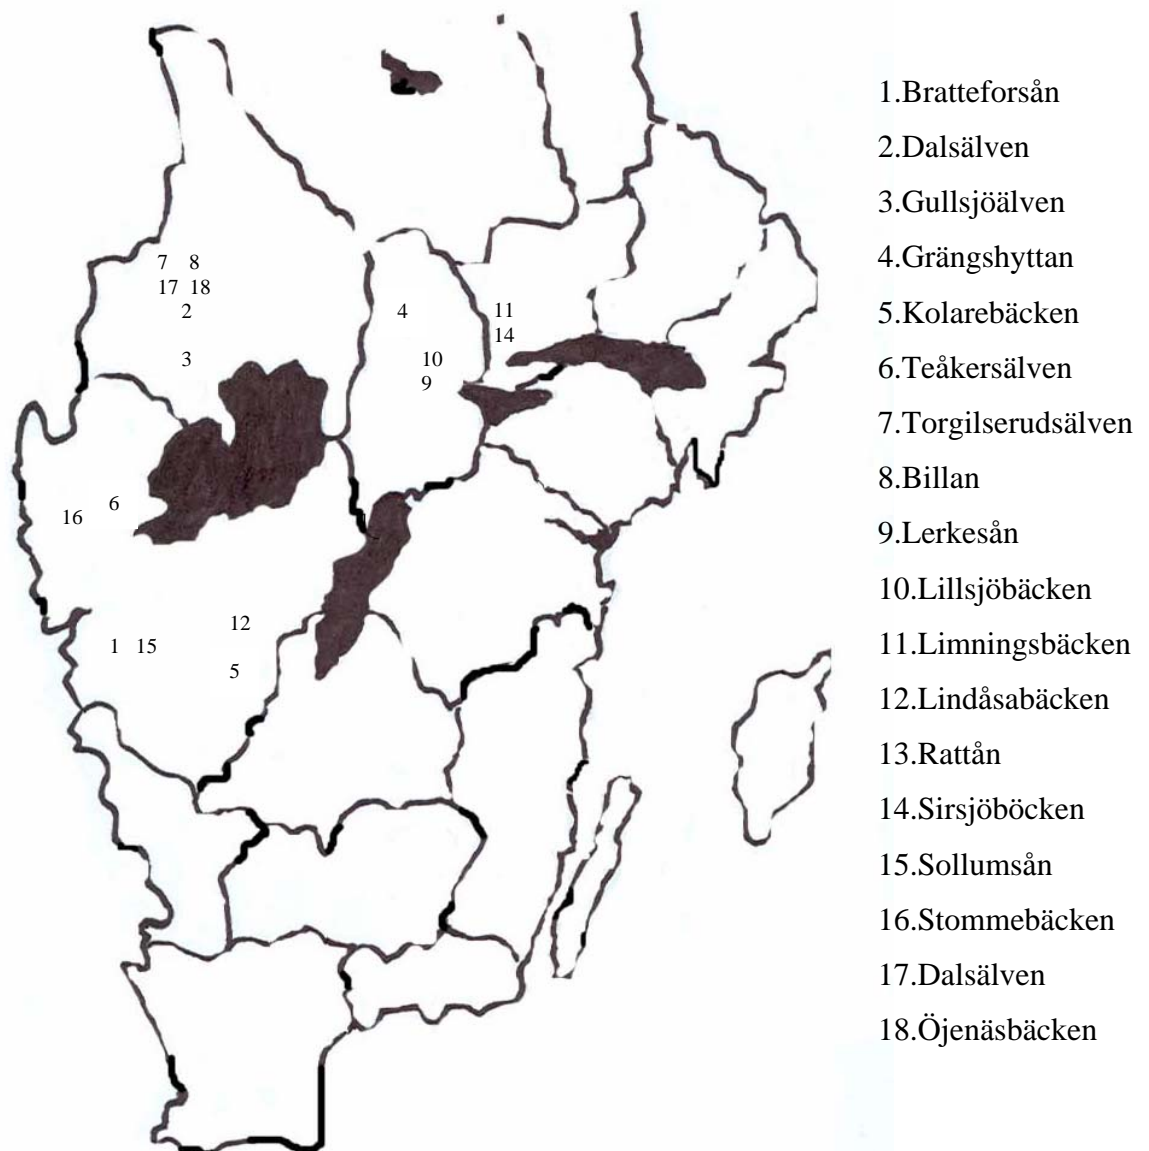 1.Bratteforsån
2.Dalsälven
3.Gullsjöälven
4.Grängshyttan
5.Kolarebäcken
6.Teåkersälven
7.Torgilserudsälven
8.Billan
9.Lerkesån
10.Lillsjöbäcken
11.Limningsbäcken
12.Lindåsabäcken
13.Rattån
14.Sirsjöböcken
15.Sollumsån
16.Stommebäcken
17.Dalsälven
18.Öjenäsbäcken
7 8
17 18
2
4
11
14
3
10
9
6
16
12
1 15
5